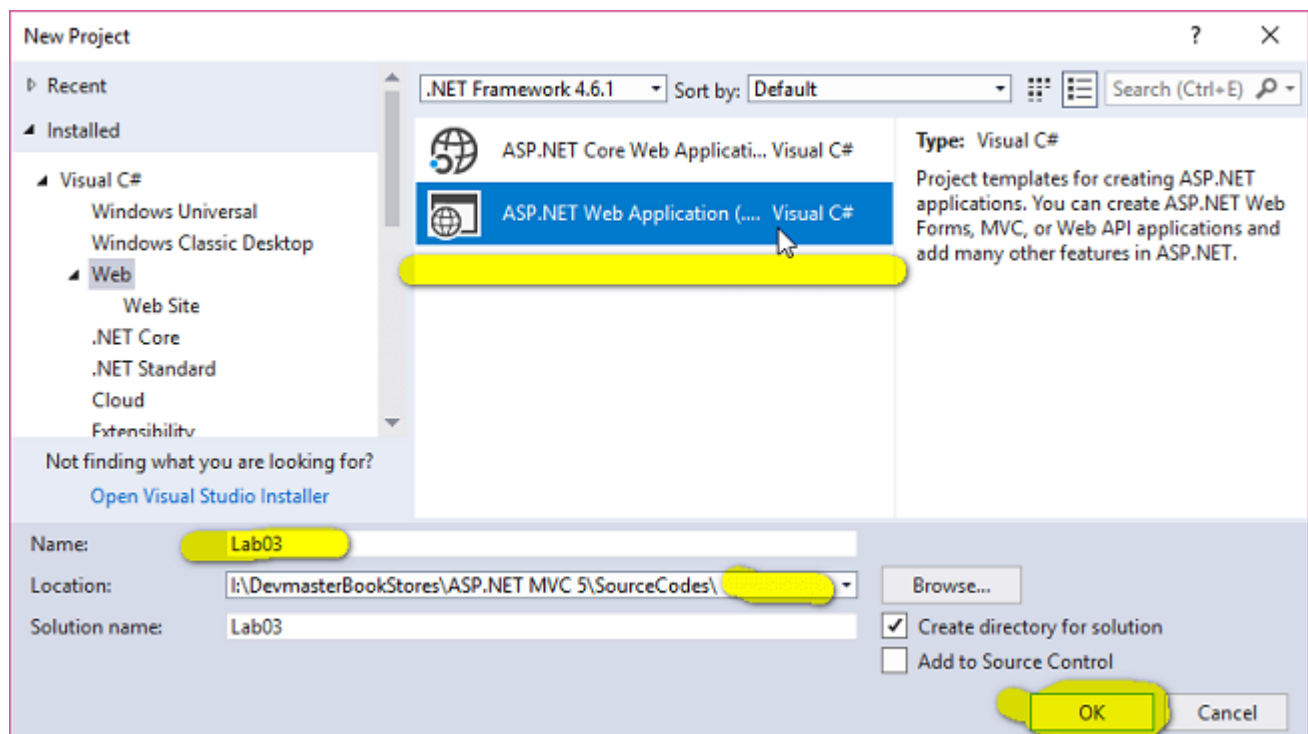 New Project ? ×
Recent
Installed
Visual C#
Windows Universal
Windows Classic Desktop
Web
Web Site
.NET Core
.NET Standard
Cloud
Extensibility
Not finding what you are looking for?
Open Visual Studio Installer
.NET Framework 4.6.1 Sort by: Default
Search (Ctrl+E)
ASP.NET Core Web Applicati... Visual C#
ASP.NET Web Application (.... Visual C#
Type: Visual C#
Project templates for creating ASP.NET
applications. You can create ASP.NET Web
Forms, MVC, or Web API applications and
add many other features in ASP.NET.
Name: Lab03
Location: I:\DevmasterBookStores\ASP.NET MVC 5\SourceCodes\ Browse...
Solution name: Lab03
Create directory for solution
Add to Source Control
OK Cancel